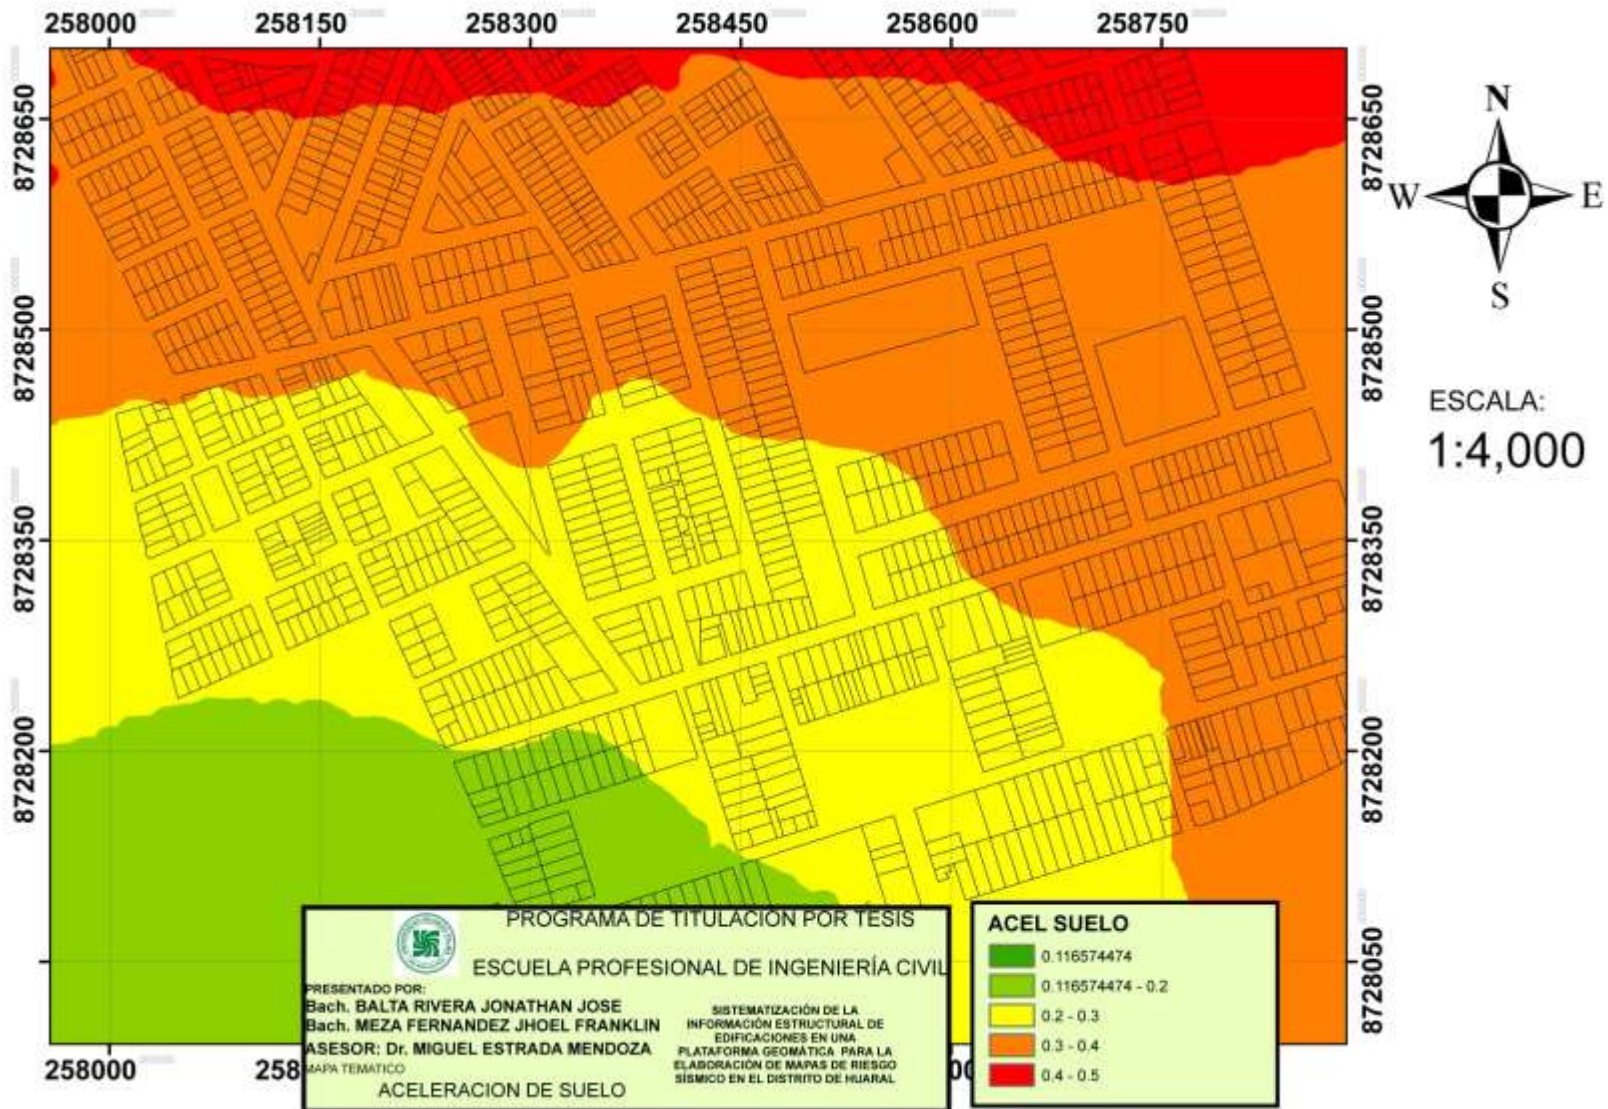 258000 258150 258300 258450 258600 258750
8728650
8728500
8728350
8728200
8728050
8728650
8728500
8728350
8728200
N
W E
S
ESCALA:
1:4,000
PROGRAMA DE TITULACION POR TESIS
ESCUELA PROFESIONAL DE INGENIERÍA CIVIL
PRESENTADO POR:
Bach. BALTA RIVERA JONATHAN JOSE
Bach. MEZA FERNANDEZ JHOEL FRANKLIN
ASESOR: Dr. MIGUEL ESTRADA MENDOZA
MAPA TEMATICO
ACELERACION DE SUELO
SISTEMATIZACIÓN DE LA
INFORMACIÓN ESTRUCTURAL DE
EDIFICACIONES EN UNA
PLATAFORMA GEOMÁTICA PARA LA
ELABORACIÓN DE MAPAS DE RIESGO
SÍSMICO EN EL DISTRITO DE HUARAL
ACEL SUELO
0.116574474
0.116574474 - 0.2
0.2 - 0.3
0.3 - 0.4
0.4 - 0.5
258000